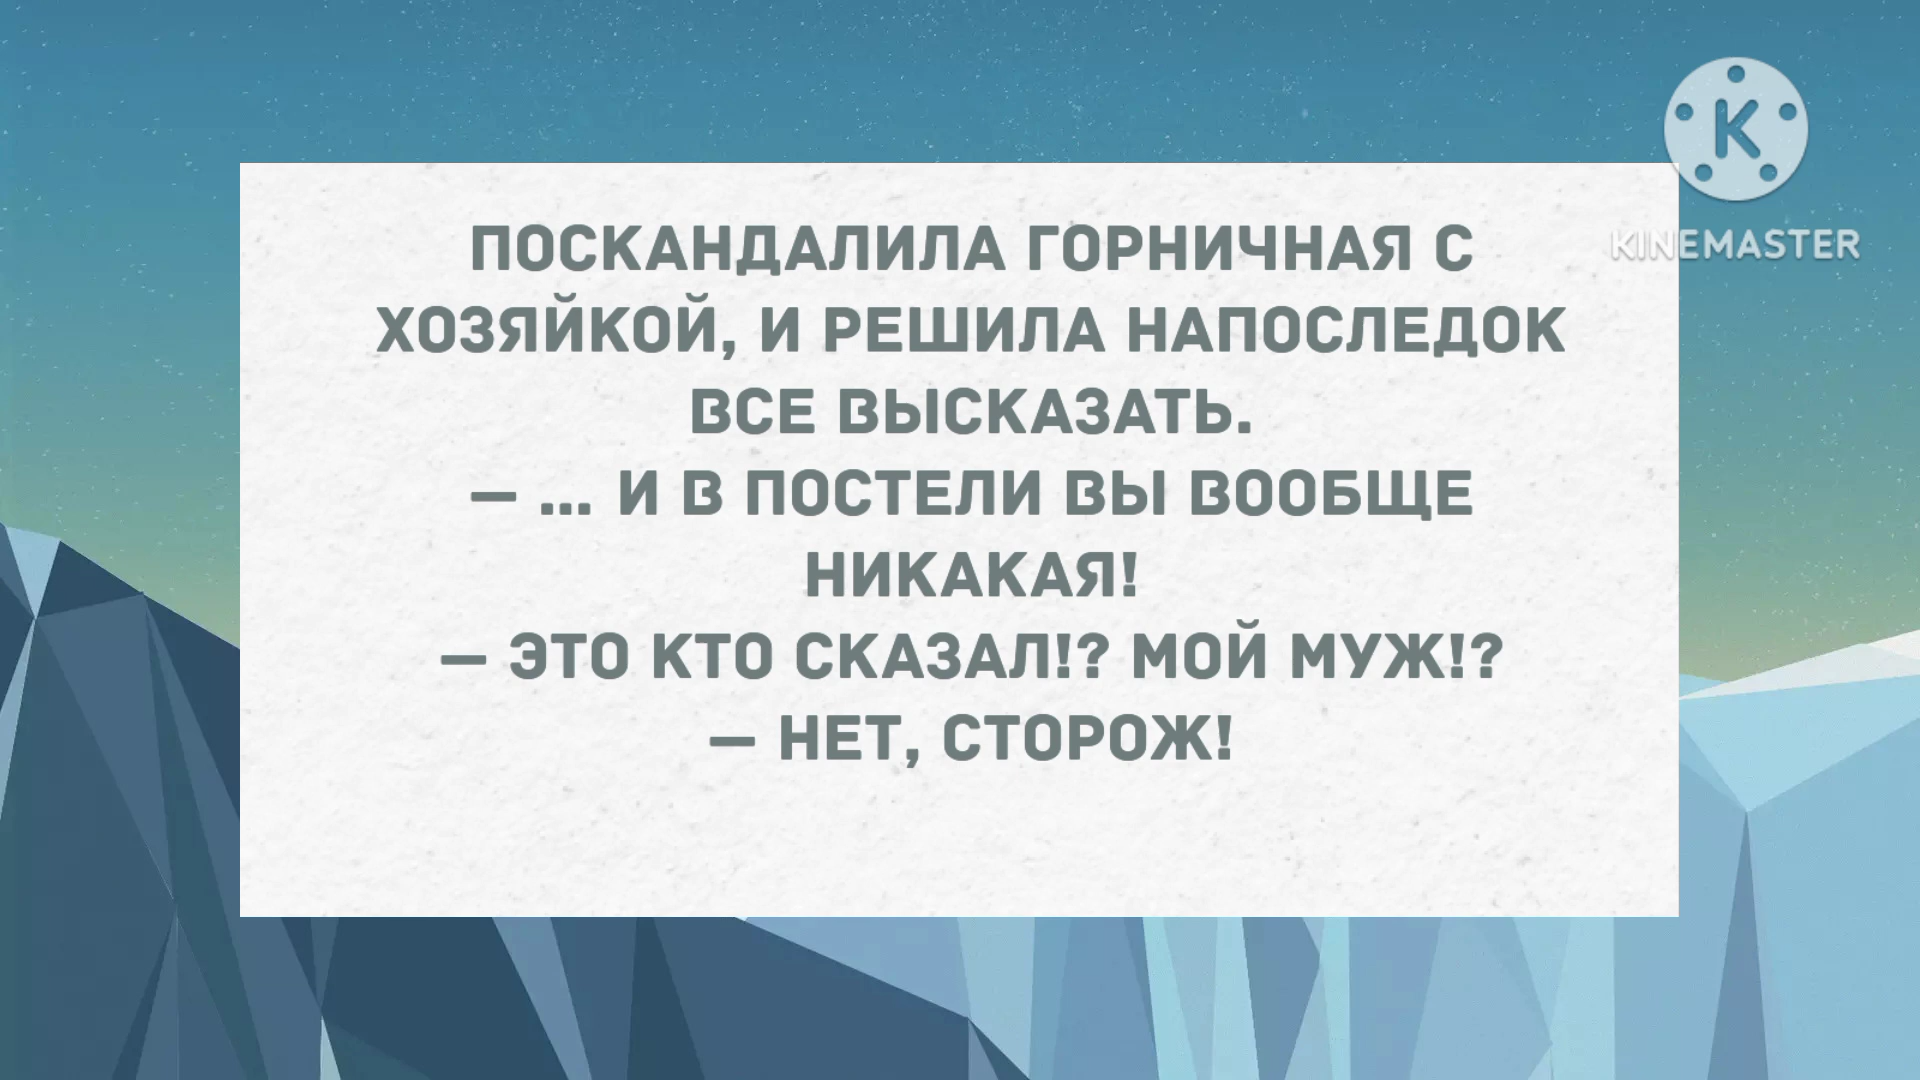 KINEMASTER
ПОСКАНДАЛИЛА ГОРНИЧНАЯ С
ХОЗЯЙКОЙ, И РЕШИЛА НАПОСЛЕДОК
ВСЕ ВЫСКАЗАТЬ.
— ... И В ПОСТЕЛИ ВЫ ВООБЩЕ
НИКАКАЯ!
— ЭТО КТО СКАЗАЛ!? МОЙ МУЖ!?
— НЕТ, СТОРОЖ!